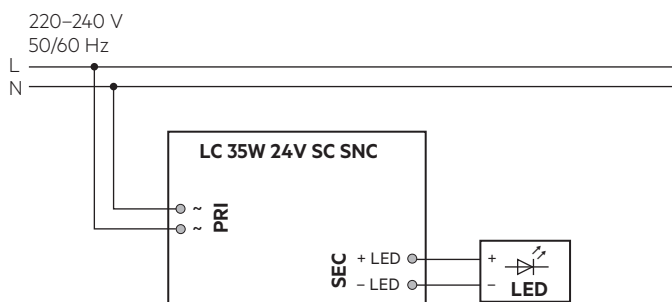 220–240 V
50/60 Hz
L
N
LC 35W 24V SC SNC
~
~
PRI
SEC
+ LED
– LED
+
–
LED